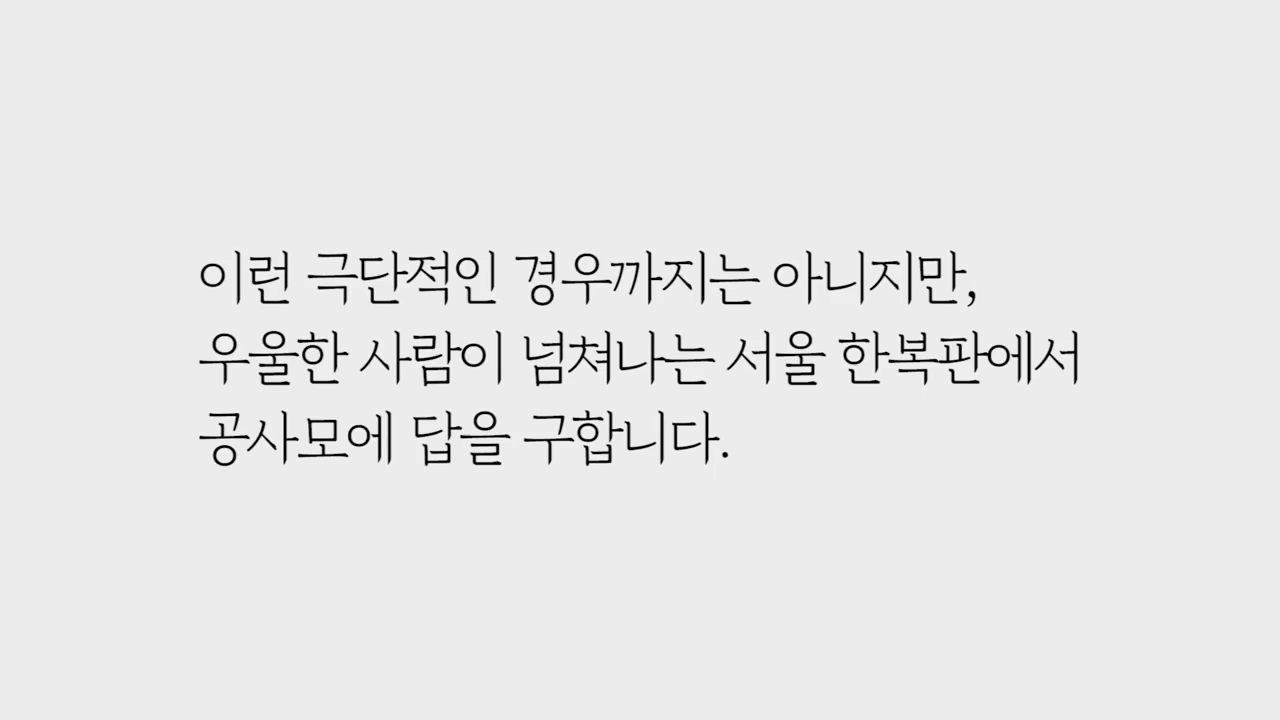 이런 극단적인 경우까지는 아니지만,
우울한 사람이 넘쳐나는 서울 한복판에서
공사모에 답을 구합니다.